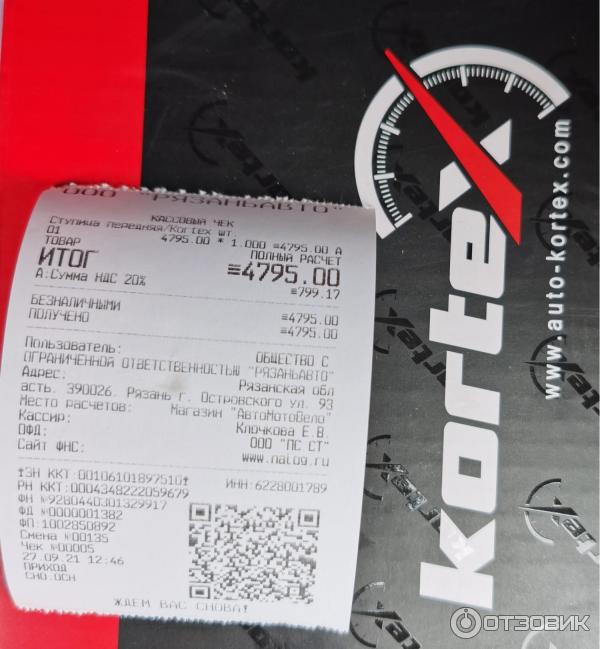 "ООО "РЯЗАНЬАВТО"
КАССОВЫЙ ЧЕК
Ступица передняя/Kortex шт.
01 4795.00 * 1.000 ≡4795.00 А
ТОВАР ПОЛНЫЙ РАСЧЕТ
ИТОГ ≡4795.00
А:Сумма НДС 20% ≡799.17
БЕЗНАЛИЧНЫМИ ≡4795.00
ПОЛУЧЕНО ≡4795.00
Пользователь: ОБЩЕСТВО С
ОГРАНИЧЕННОЙ ОТВЕТСТВЕННОСТЬЮ "РЯЗАНЬАВТО"
Адрес: Рязанская обл
асть. 390026. Рязань г. Островского ул. 93
Место расчетов: Магазин "АвтоМотоВело"
Кассир: Клочкова Е.В.
ОФД: ООО "ПС СТ"
Сайт ФНС: www.nalog.ru
ЗН ККТ:00106101897510
РН ККТ:0004348222059679 ИНН:6228001789
ФН №9280440301329917
ФД №0000001382
ФП:1002850892
Смена №00135
Чек №00005
27.09.21 12:46
ПРИХОД
СНО:ОСН
ЖДЕМ ВАС СНОВА!
kortex
www.auto-kortex.com
kortex
kortex
kortex
ОТЗОВИК